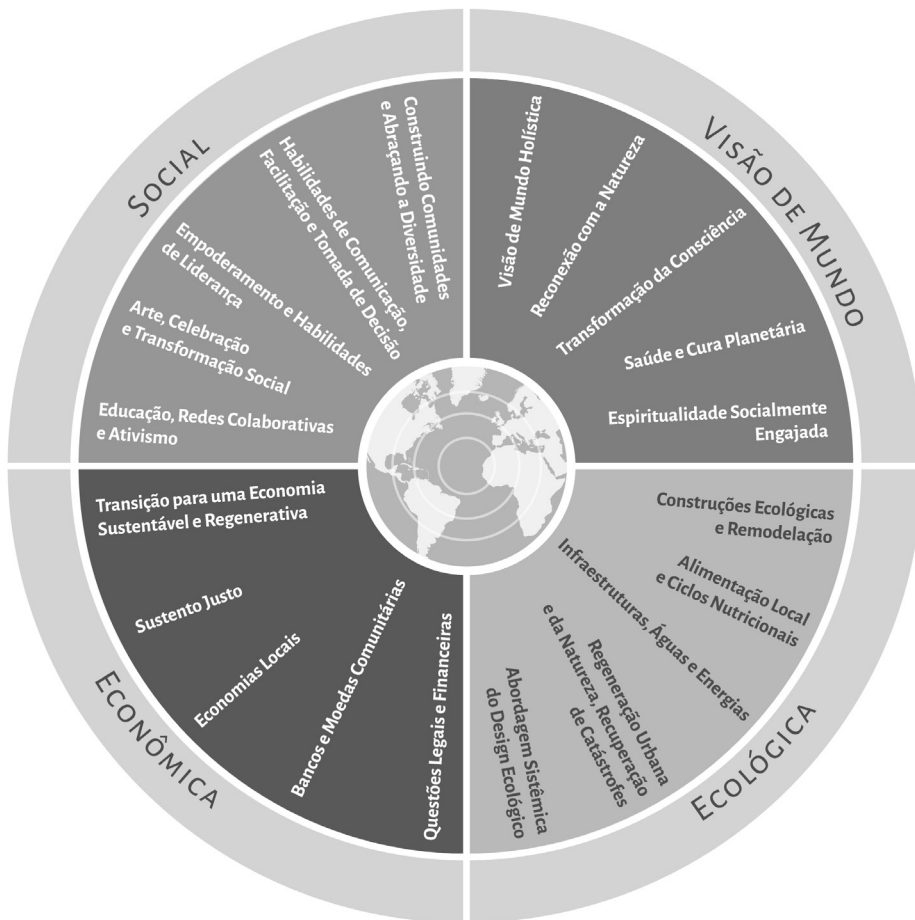 SOCIAL
Construindo Comunidades
e Abraçando a Diversidade
Habilidades de Comunicação,
Facilitação e Tomada de Decisão
Empoderamento e Habilidades
de Liderança
Arte, Celebração
e Transformação Social
Educação, Redes Colaborativas
e Ativismo
VISÃO DE MUNDO
Visão de Mundo Holística
Reconexão com a Natureza
Transformação da Consciência
Saúde e Cura Planetária
Espiritualidade Socialmente
Engajada
ECOLÓGICA
Construções Ecológicas
e Remodelação
Alimentação Local
e Ciclos Nutricionais
Infraestruturas, Águas e Energias
Regeneração Urbana
e da Natureza, Recuperação
de Catástrofes
Abordagem Sistêmica
do Design Ecológico
ECONÔMICA
Transição para uma Economia
Sustentável e Regenerativa
Sustento Justo
Economias Locais
Bancos e Moedas Comunitárias
Questões Legais e Financeiras